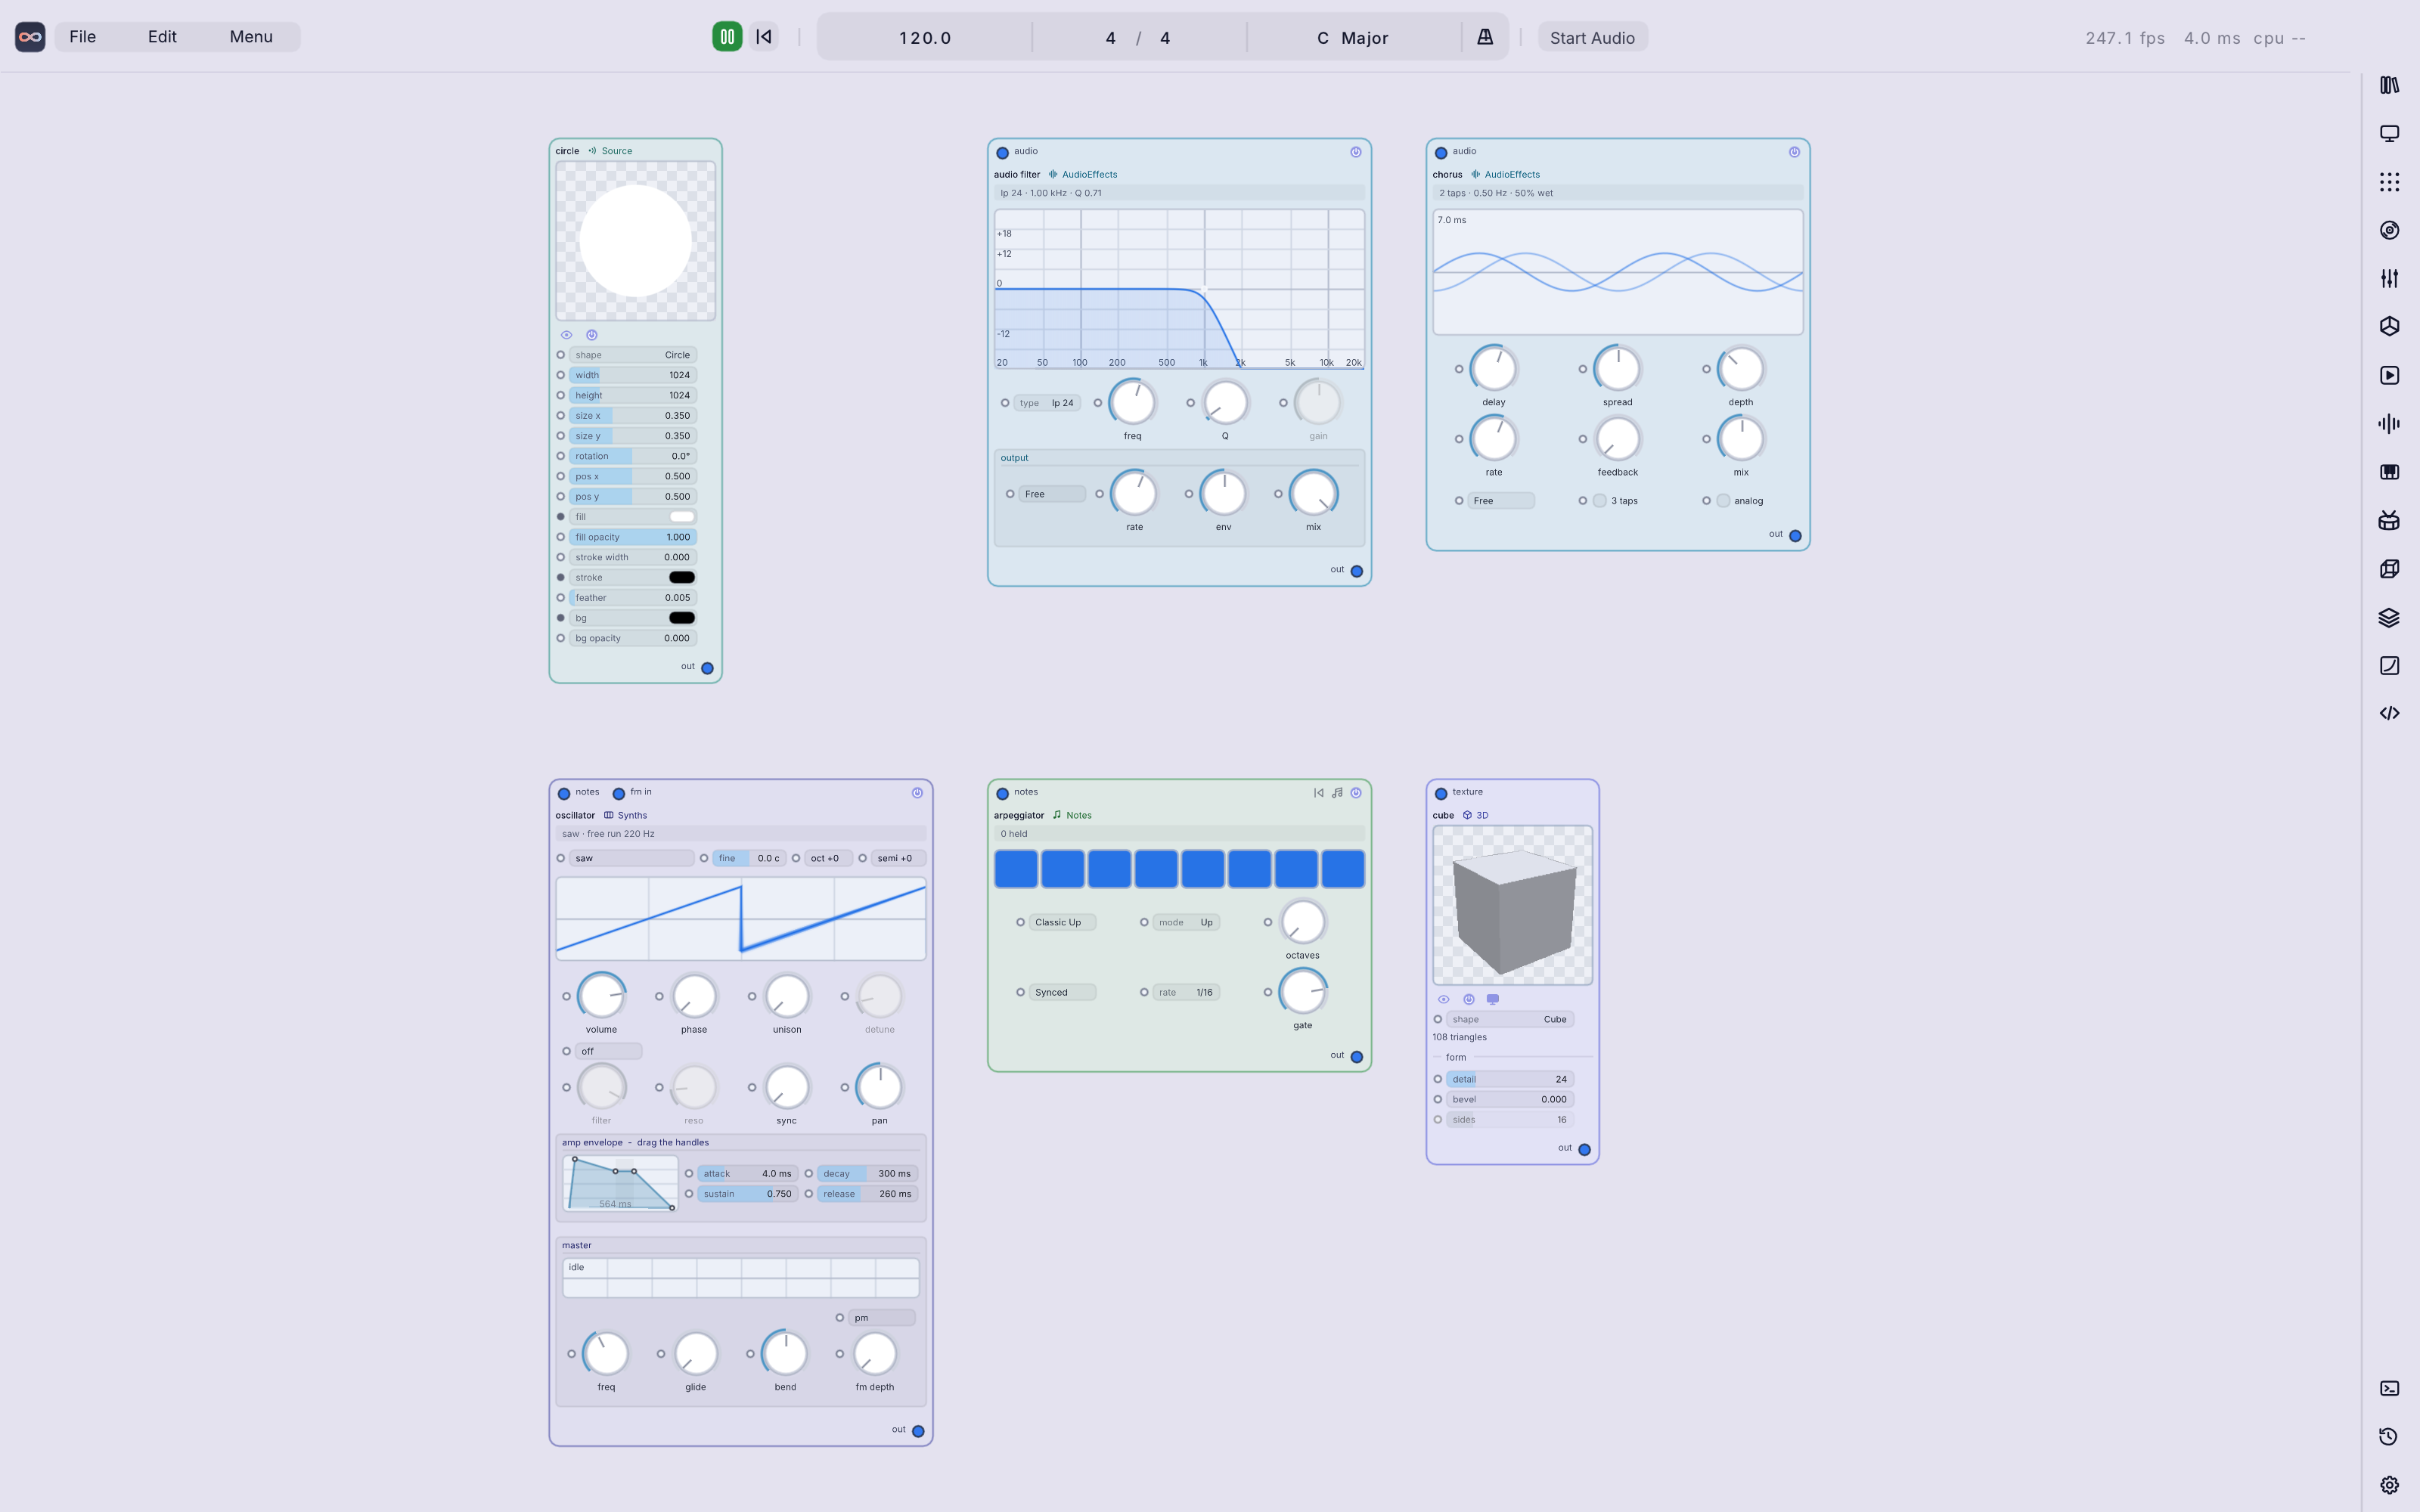 File Edit Menu
120.0 4 / 4 C Major Start Audio
247.1 fps 4.0 ms cpu --
circle Source
shape Circle
width 1024
height 1024
size x 0.350
size y 0.350
rotation 0.0°
pos x 0.500
pos y 0.500
fill
fill opacity 1.000
stroke width 0.000
stroke
feather 0.005
bg
bg opacity 0.000
out
audio
audio filter AudioEffects
lp 24 · 1.00 kHz · Q 0.71
+18
+12
0
-12
20 50 100 200 500 1k 2k 5k 10k 20k
type lp 24
freq Q gain
output
Free
rate env mix
out
audio
chorus AudioEffects
2 taps · 0.50 Hz · 50% wet
7.0 ms
delay spread depth
rate feedback mix
Free 3 taps analog
out
notes fm in
oscillator Synths
saw · free run 220 Hz
saw fine 0.0 c oct +0 semi +0
volume phase unison detune
off
filter reso sync pan
amp envelope - drag the handles
564 ms
attack 4.0 ms decay 300 ms
sustain 0.750 release 260 ms
master
idle
pm
freq glide bend fm depth
out
notes
arpeggiator Notes
0 held
Classic Up mode Up
octaves
Synced rate 1/16
gate
out
texture
cube 3D
shape Cube
108 triangles
form
detail 24
bevel 0.000
sides 16
out